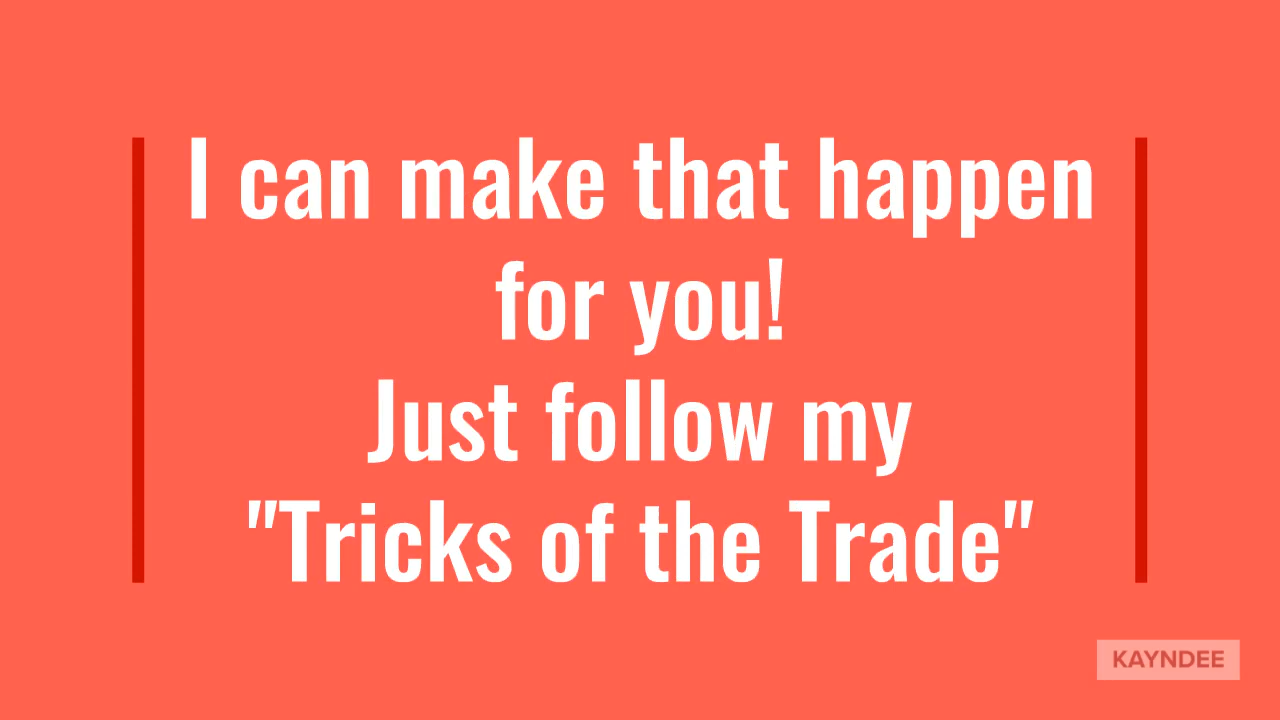 I can make that happen
for you!
Just follow my
"Tricks of the Trade"
KAYNDEE